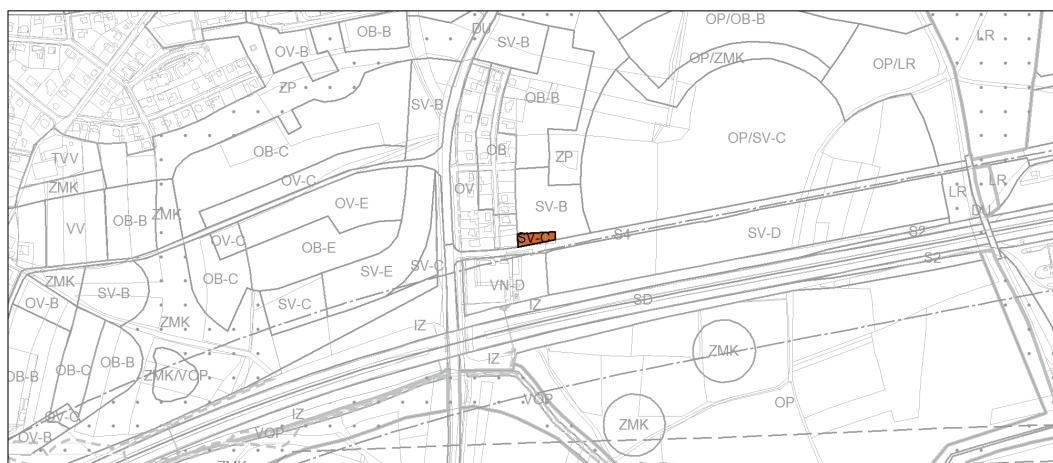 OP/OB-B
DU
OB-B
LR
SV-B
OV-B
OP/ZMK
OP/LR
ZP
OB-B
SV-B
OP/SV-C
OB
OB-C
TVV
ZP
LR
LR
OV-C
ZMK
OV
OV-E
SV-B
DU
OB-B
ZMK
VV
S4
SV-D
S2
OV-C
SV-C
OB-E
S2
SV-C
SV-E
OB-C
ZMK
VN-D
SV-B
OV-B
SV-C
SD
IZ
ZMK
IZ
ZMK
IZ
OB-B
OB-C
OB-B
ZMK/VOP
VOP
OP
IZ
SV-C
ZMK
VOP
OV-B
ZMK